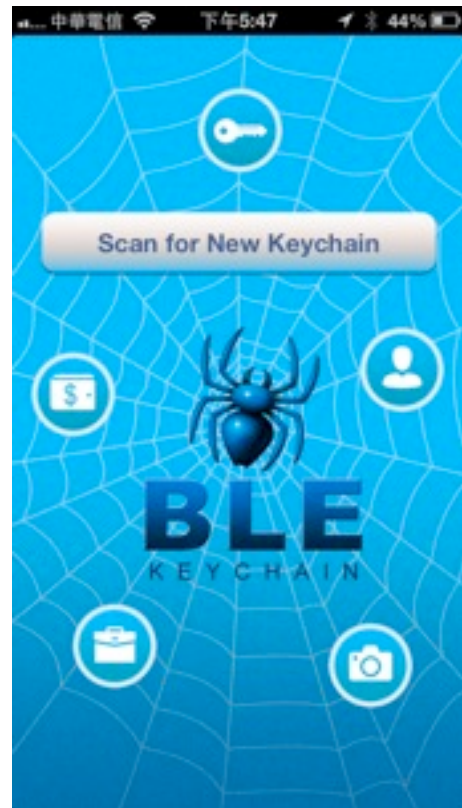 中華電信 下午5:47 44%
Scan for New Keychain
$
BLE
KEYCHAIN